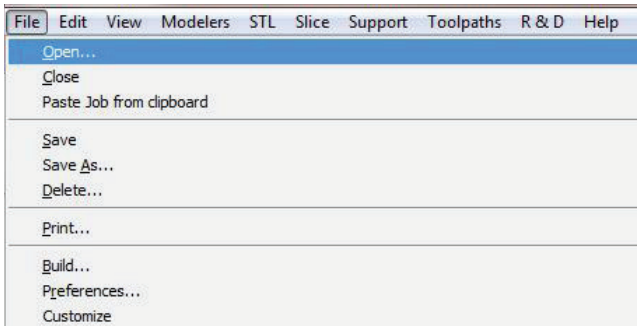 File Edit View Modelers STL Slice Support Toolpaths R & D Help
Open...
Close
Paste Job from clipboard
Save
Save As...
Delete...
Print...
Build...
Preferences...
Customize